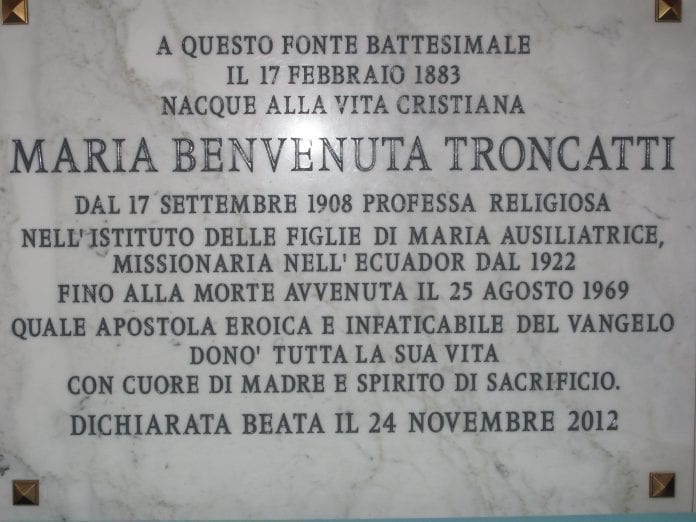 A QUESTO FONTE BATTESIMALE
IL 17 FEBBRAIO 1883
NACQUE ALLA VITA CRISTIANA
MARIA BENVENUTA TRONCATTI
DAL 17 SETTEMBRE 1908 PROFESSA RELIGIOSA
NELL'ISTITUTO DELLE FIGLIE DI MARIA AUSILIATRICE,
MISSIONARIA NELL' ECUADOR DAL 1922
FINO ALLA MORTE AVVENUTA IL 25 AGOSTO 1969
QUALE APOSTOLA EROICA E INFATICABILE DEL VANGELO
DONO' TUTTA LA SUA VITA
CON CUORE DI MADRE E SPIRITO DI SACRIFICIO.
DICHIARATA BEATA IL 24 NOVEMBRE 2012